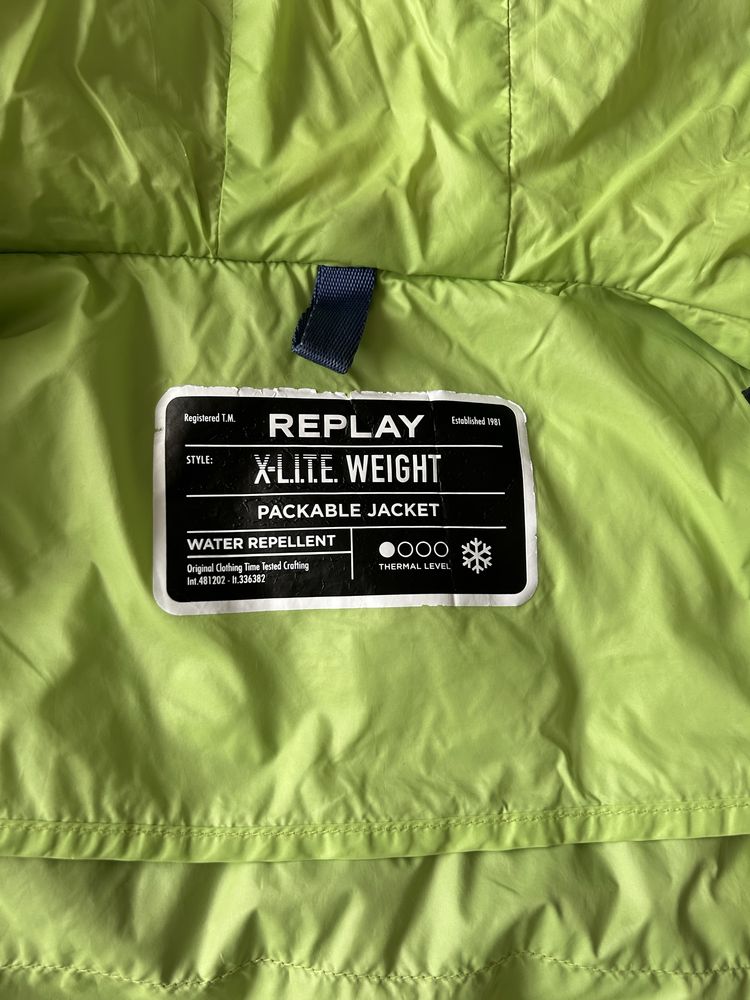 Registered T.M.
REPLAY
Established 1981
STYLE:
X-L.I.T.E. WEIGHT
PACKABLE JACKET
WATER REPELLENT
Original Clothing Time Tested Crafting
Int.481202 - It.336382
THERMAL LEVEL